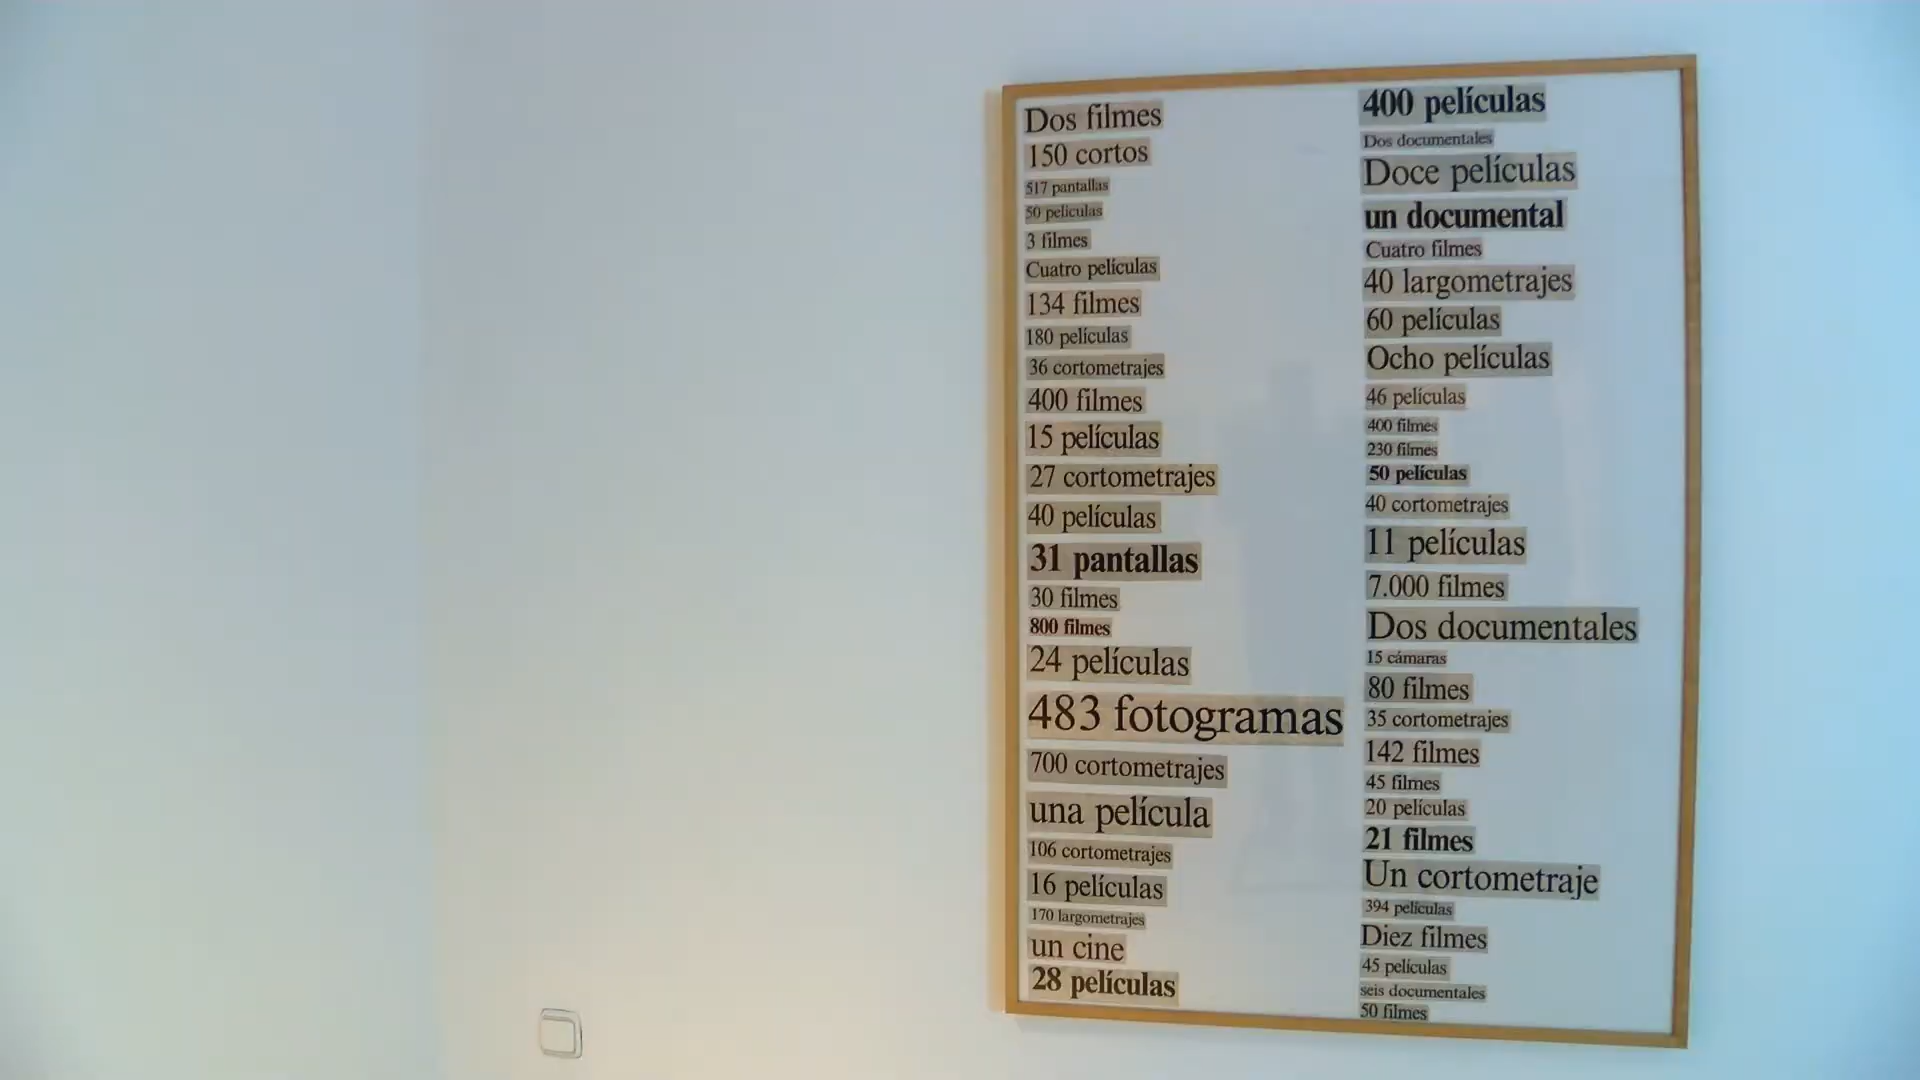 Dos filmes
150 cortos
517 pantallas
50 películas
3 filmes
Cuatro películas
134 filmes
180 películas
36 cortometrajes
400 filmes
15 películas
27 cortometrajes
40 películas
31 pantallas
30 filmes
800 filmes
24 películas
483 fotogramas
700 cortometrajes
una película
106 cortometrajes
16 películas
170 largometrajes
un cine
28 películas
400 películas
Dos documentales
Doce películas
un documental
Cuatro filmes
40 largometrajes
60 películas
Ocho películas
46 películas
400 filmes
230 filmes
50 películas
40 cortometrajes
11 películas
7.000 filmes
Dos documentales
15 cámaras
80 filmes
35 cortometrajes
142 filmes
45 filmes
20 películas
21 filmes
Un cortometraje
394 películas
Diez filmes
45 películas
seis documentales
50 filmes